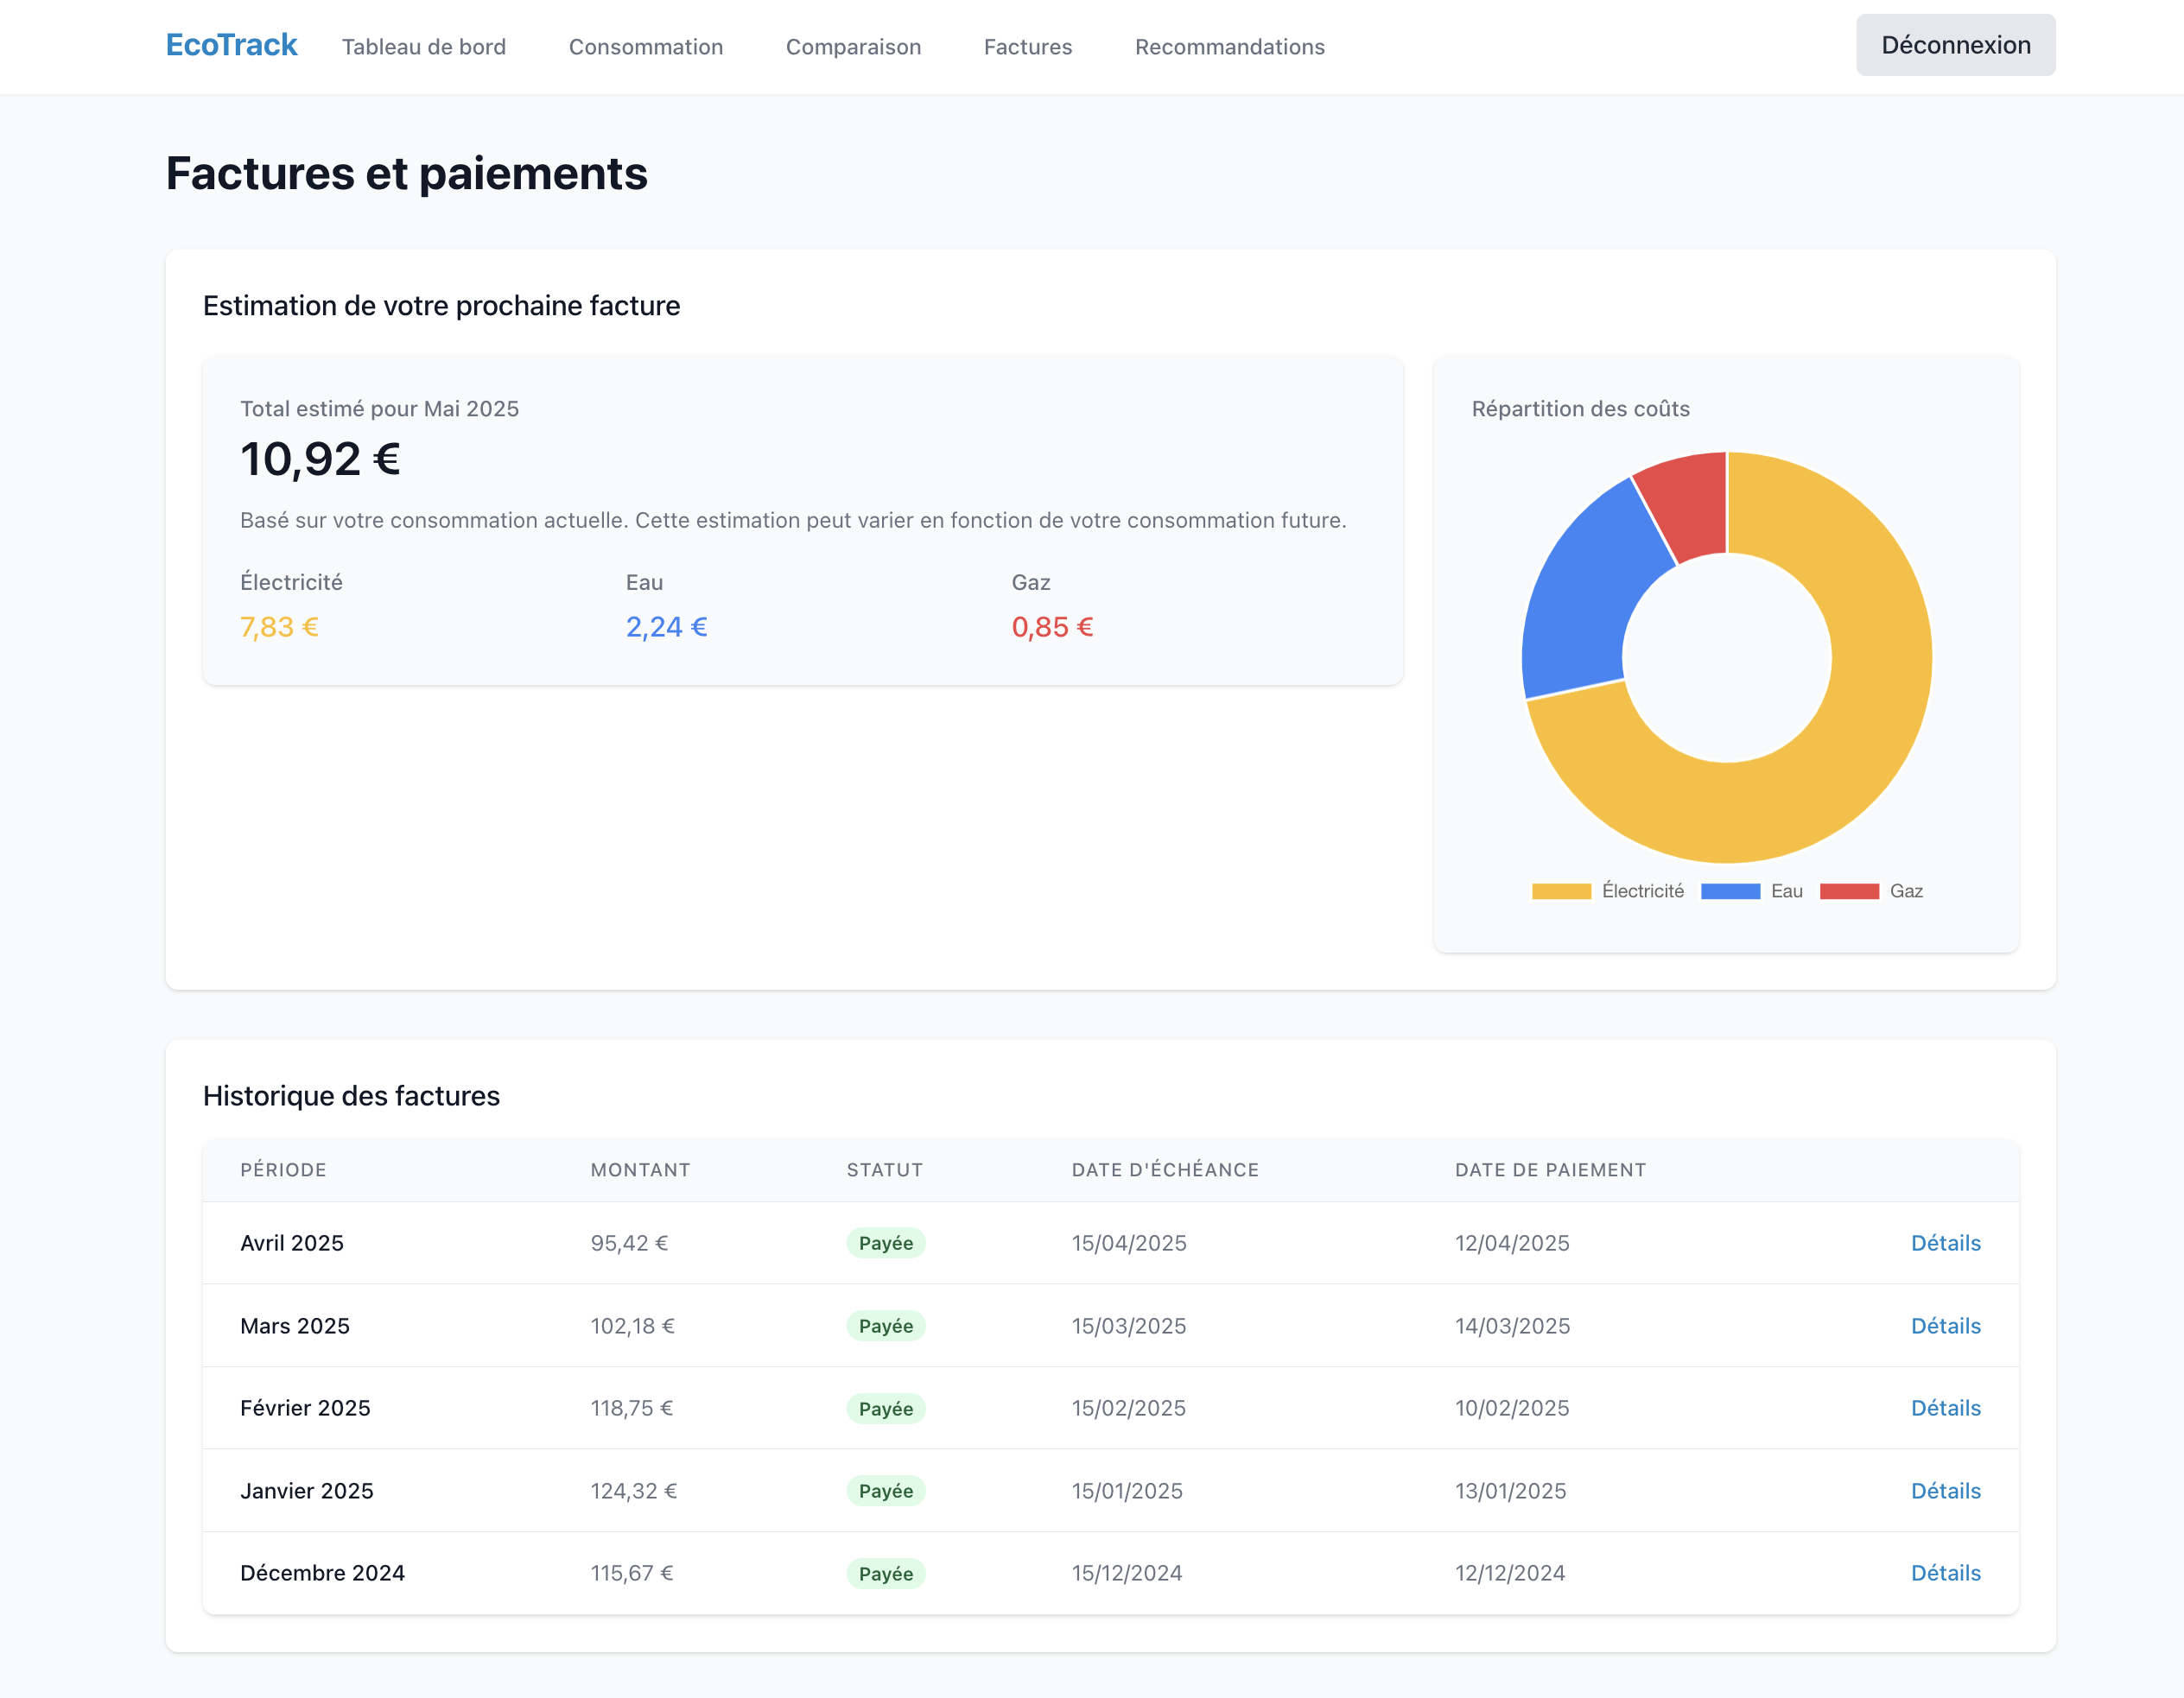 EcoTrack Tableau de bord Consommation Comparaison Factures Recommandations Déconnexion
Factures et paiements
Estimation de votre prochaine facture
Total estimé pour Mai 2025
10,92 €
Basé sur votre consommation actuelle. Cette estimation peut varier en fonction de votre consommation future.
Électricité Eau Gaz
7,83 € 2,24 € 0,85 €
Répartition des coûts
Électricité Eau Gaz
Historique des factures
PÉRIODE MONTANT STATUT DATE D'ÉCHÉANCE DATE DE PAIEMENT
Avril 2025 95,42 € Payée 15/04/2025 12/04/2025 Détails
Mars 2025 102,18 € Payée 15/03/2025 14/03/2025 Détails
Février 2025 118,75 € Payée 15/02/2025 10/02/2025 Détails
Janvier 2025 124,32 € Payée 15/01/2025 13/01/2025 Détails
Décembre 2024 115,67 € Payée 15/12/2024 12/12/2024 Détails